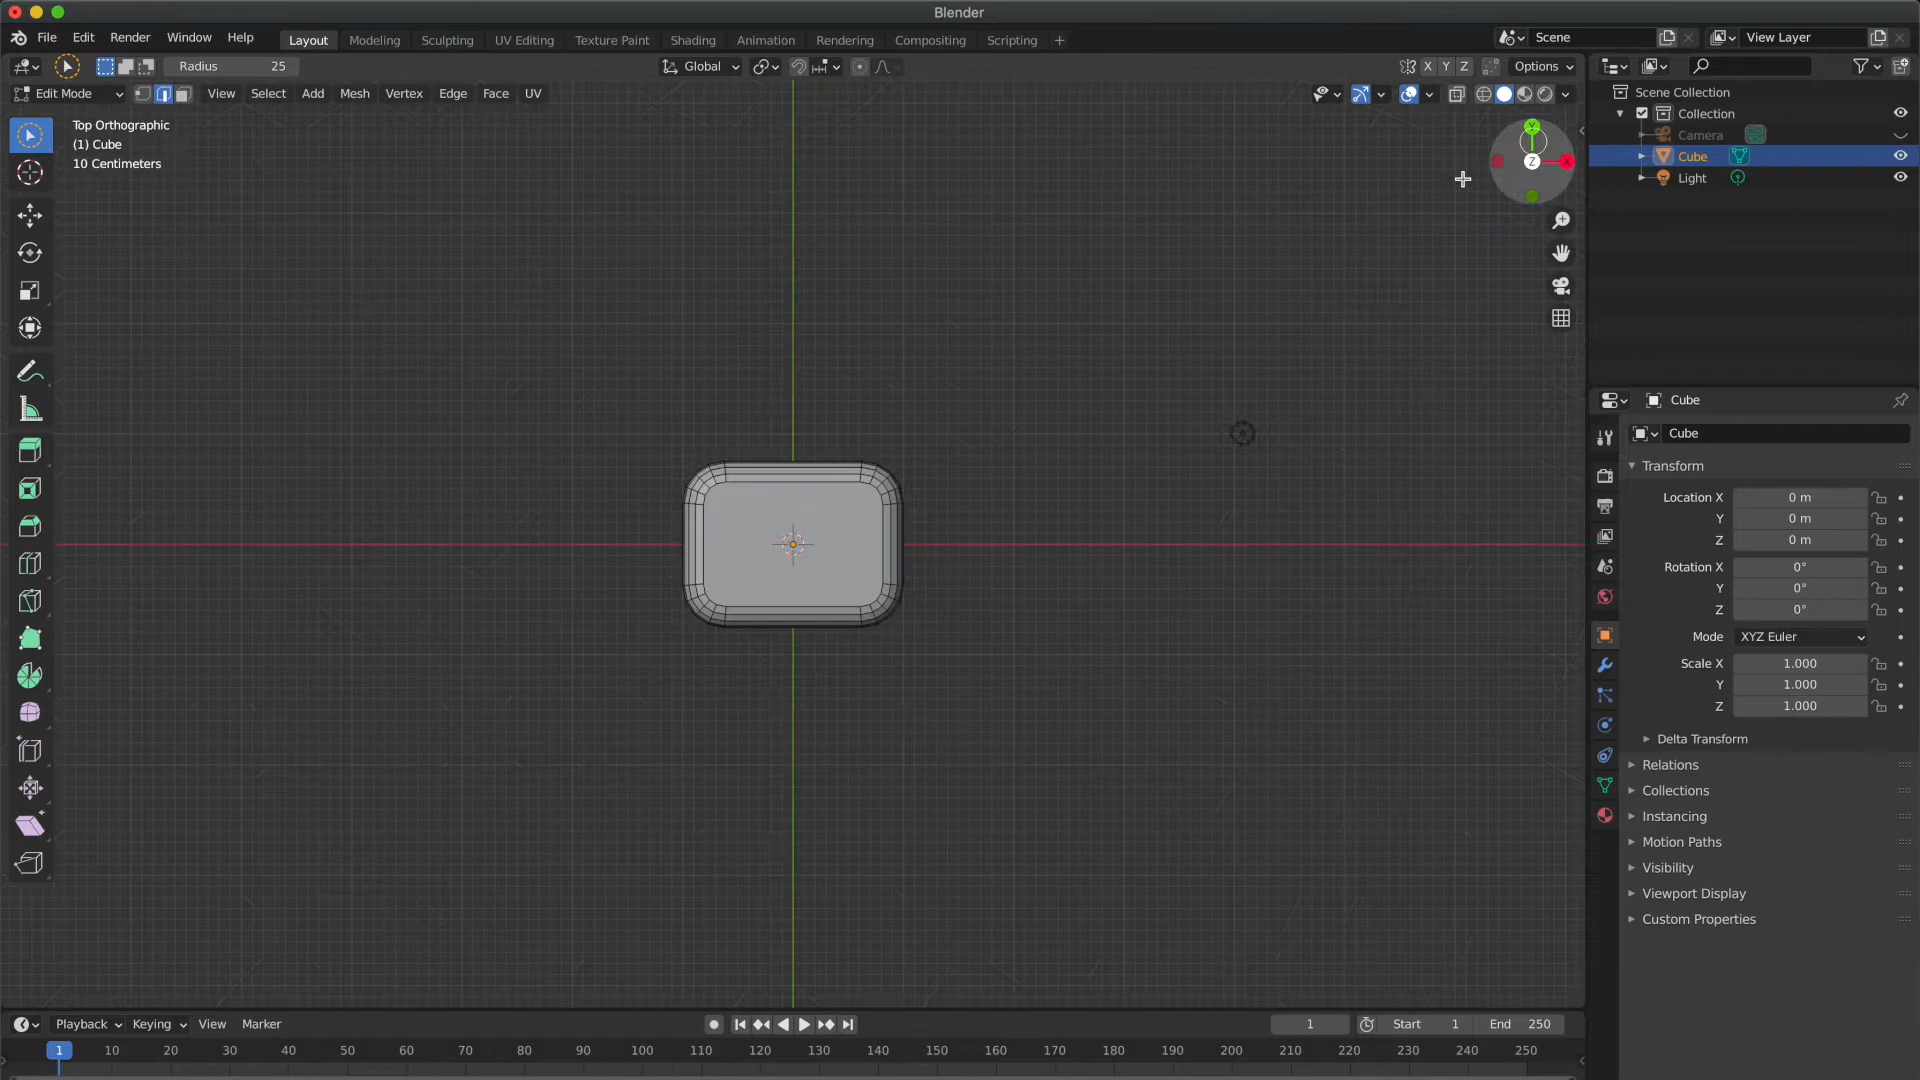 Blender
File Edit Render Window Help Layout Modeling Sculpting UV Editing Texture Paint Shading Animation Rendering Compositing Scripting + Scene View Layer
Radius 25 Global X Y Z Options
Edit Mode View Select Add Mesh Vertex Edge Face UV
Scene Collection
Collection
Camera
Cube
Light
Top Orthographic
(1) Cube
10 Centimeters
Y
Z X
Cube
Cube
Transform
Location X 0 m
Y 0 m
Z 0 m
Rotation X 0°
Y 0°
Z 0°
Mode XYZ Euler
Scale X 1.000
Y 1.000
Z 1.000
Delta Transform
Relations
Collections
Instancing
Motion Paths
Visibility
Viewport Display
Custom Properties
Playback Keying View Marker 1 Start 1 End 250
1 10 20 30 40 50 60 70 80 90 100 110 120 130 140 150 160 170 180 190 200 210 220 230 240 250